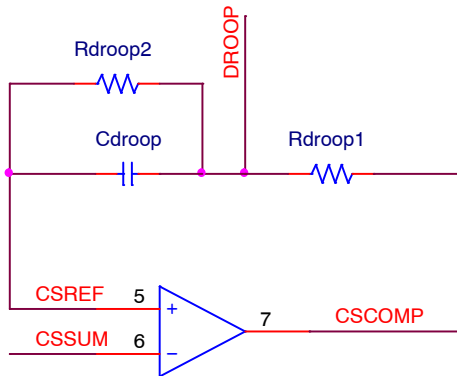 Rdroop2
DROOP
Cdroop
Rdroop1
CSREF
5
+
7
CSCOMP
CSSUM
6
−